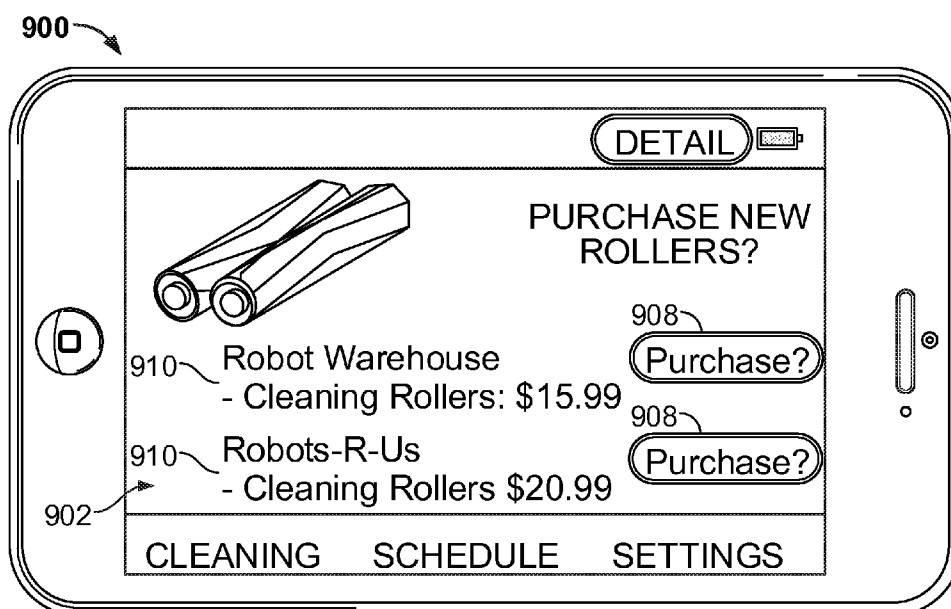 900
DETAIL
PURCHASE NEW
ROLLERS?
908
910
Robot Warehouse
Purchase?
- Cleaning Rollers: $15.99
908
910
Robots-R-Us
Purchase?
- Cleaning Rollers $20.99
902
CLEANING SCHEDULE SETTINGS